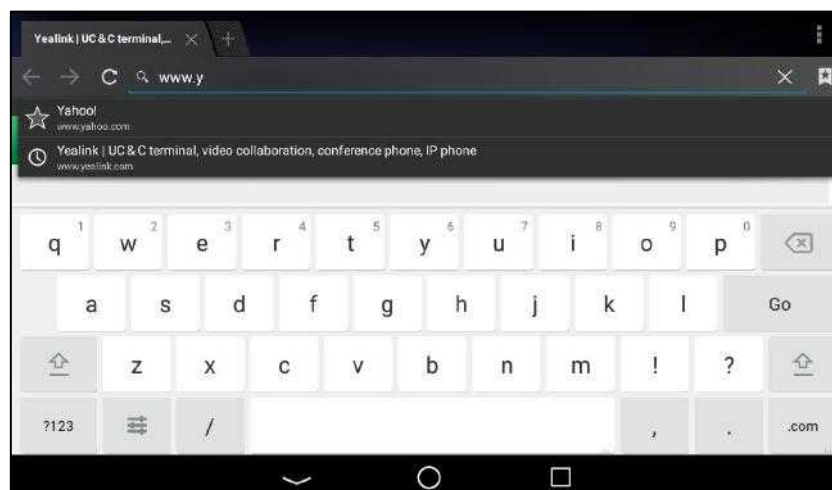 Yealink | UC & C terminal,...
www.y
Yahoo!
www.yahoo.com
Yealink | UC & C terminal, video collaboration, conference phone, IP phone
www.yealink.com
q 1 w 2 e 3 r 4 t 5 y 6 u 7 i 8 o 9 p 0
a s d f g h j k l Go
z x c v b n m ! ?
?123 / , . .com